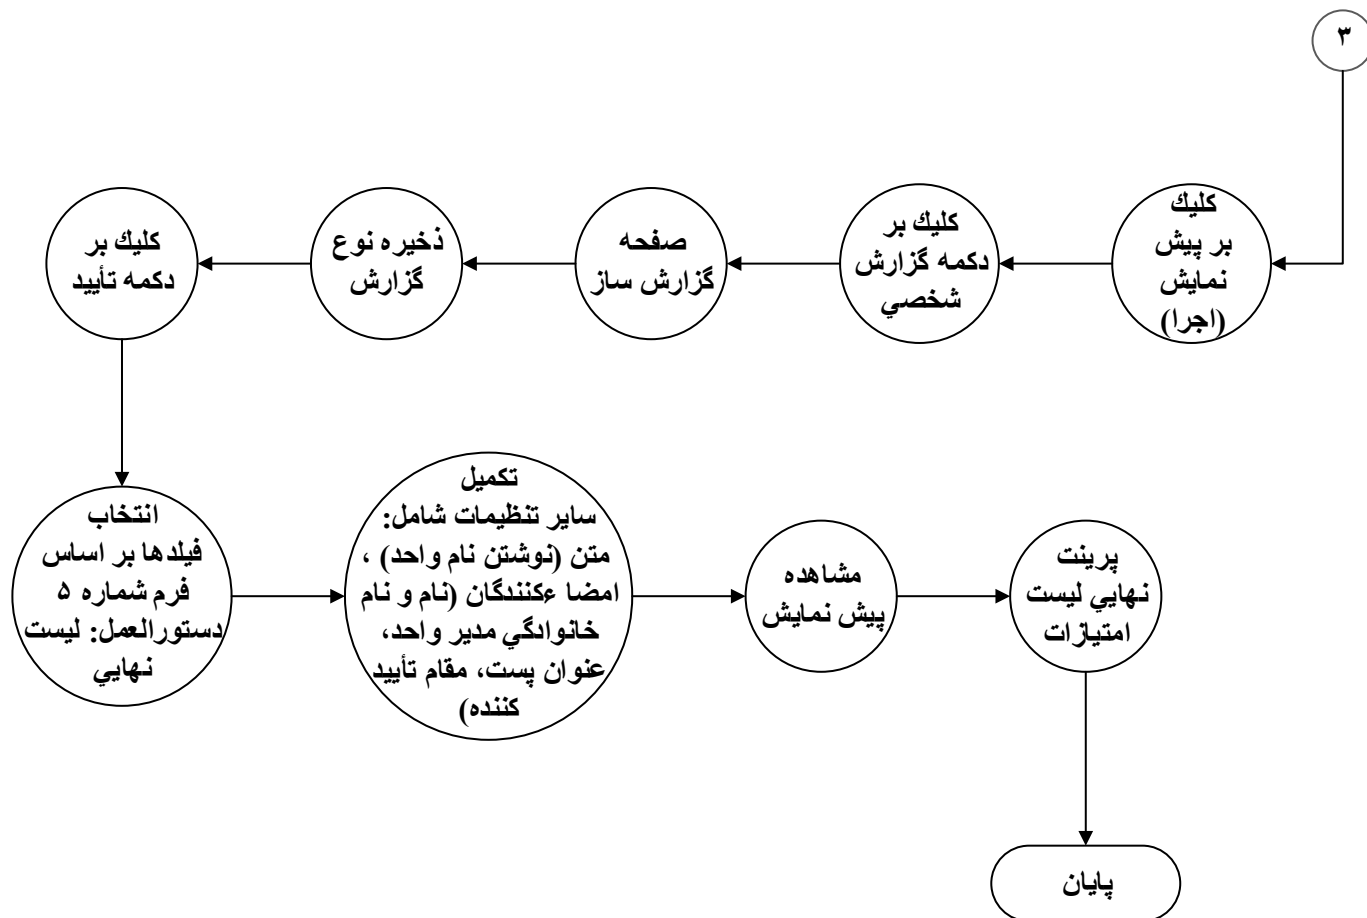 ۳
كليك
بر پيش
نمايش
(اجرا)
كليك بر
دكمه گزارش
شخصي
صفحه
گزارش ساز
ذخيره نوع
گزارش
كليك بر
دكمه تأييد
انتخاب
فيلدها بر اساس
فرم شماره ۵
دستورالعمل: ليست
نهايي
تكميل
ساير تنظيمات شامل:
متن (نوشتن نام واحد) ،
امضا ءكنندگان (نام و نام
خانوادگي مدير واحد،
عنوان پست، مقام تأييد
كننده)
مشاهده
پيش نمايش
پرينت
نهايي ليست
امتيازات
پايان